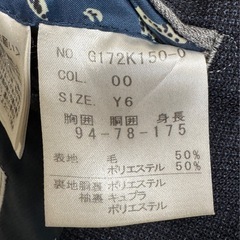 NO G172K150-0
COL. 00
SIZE. Y6
胸囲 胴囲 身長
94-78-175
表地 毛 50%
ポリエステル 50%
裏地胴裏 ポリエステル
袖裏 キュプラ
ポリエステル